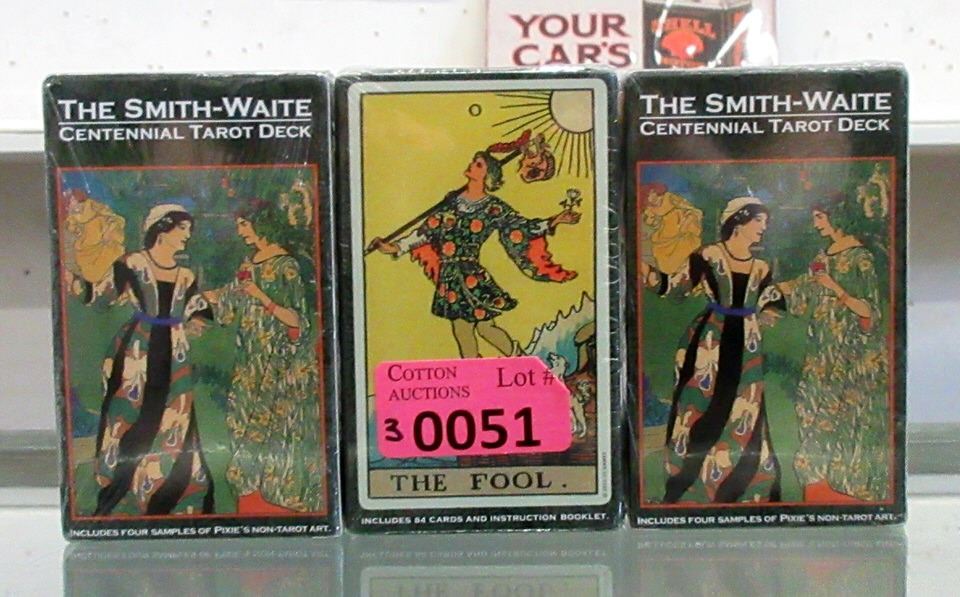 YOUR
CAR'S
SHELL
THE SMITH-WAITE
CENTENNIAL TAROT DECK
INCLUDES FOUR SAMPLES OF PIXIE'S NON-TAROT ART.
COTTON
AUCTIONS
Lot #
3 0051
THE FOOL.
INCLUDES 84 CARDS AND INSTRUCTION BOOKLET.
THE SMITH-WAITE
CENTENNIAL TAROT DECK
INCLUDES FOUR SAMPLES OF PIXIE'S NON-TAROT ART.